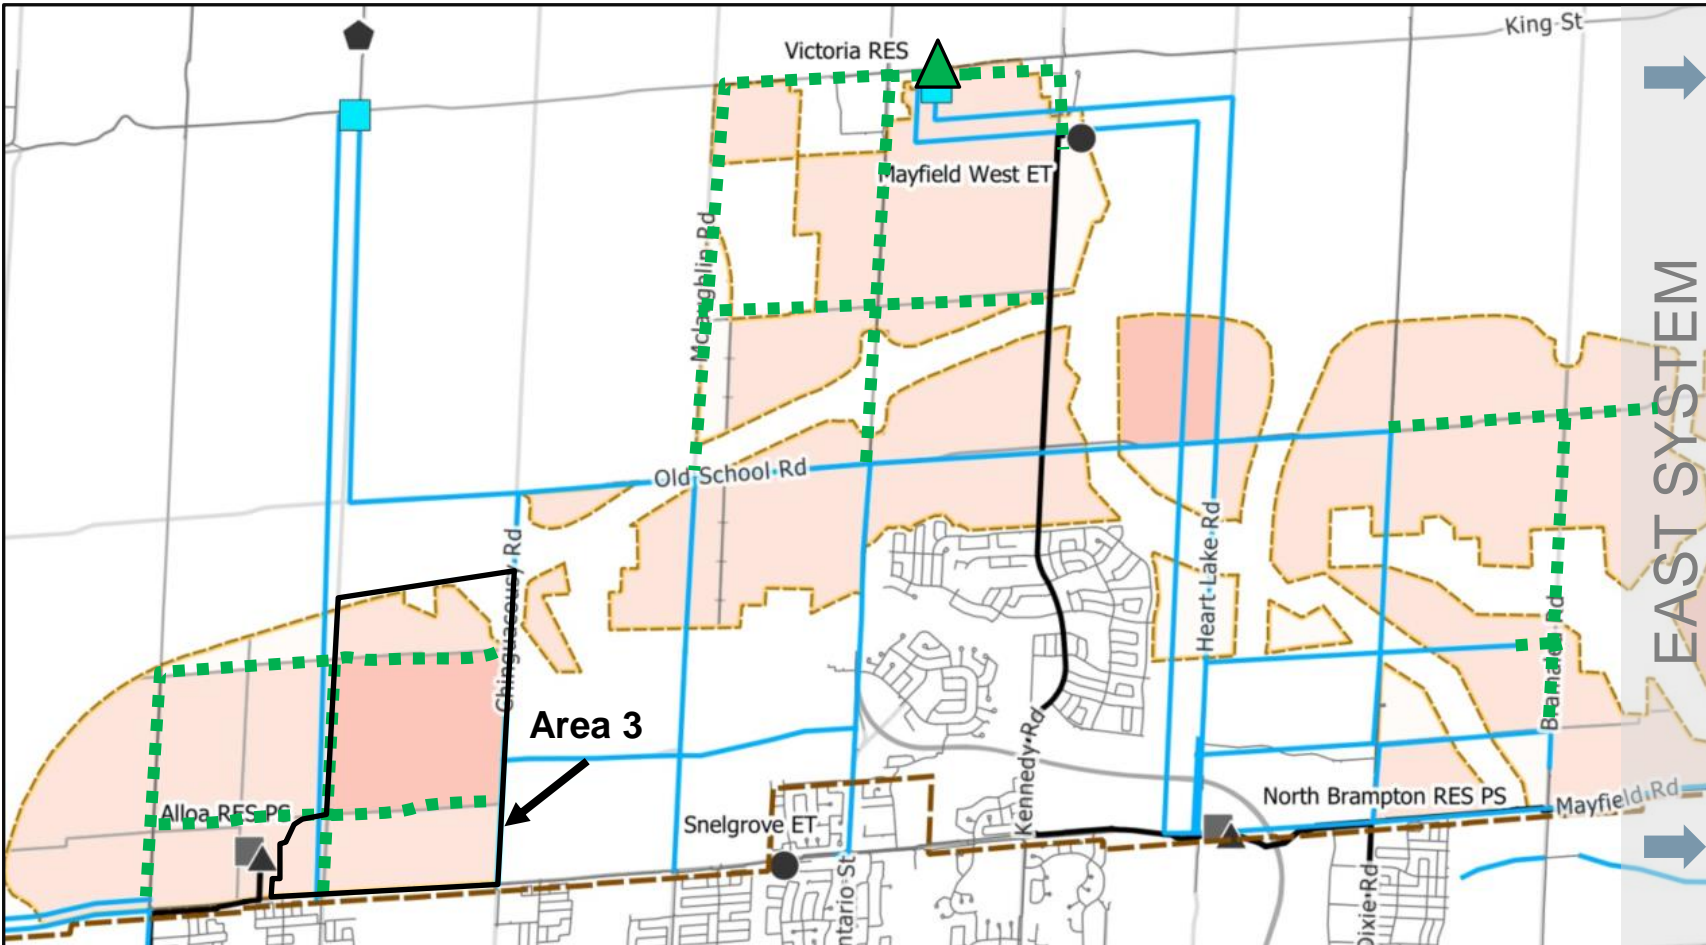 King St
Victoria RES
Mayfield West ET
Mclaughlin Rd
EAST SYSTEM
Old School Rd
Chinguacousy Rd
Heart Lake Rd
Bramalea Rd
Area 3
Kennedy Rd
Alloa RES PS
Snelgrove ET
North Brampton RES PS
Mayfield Rd
ntario St
Dixie Rd